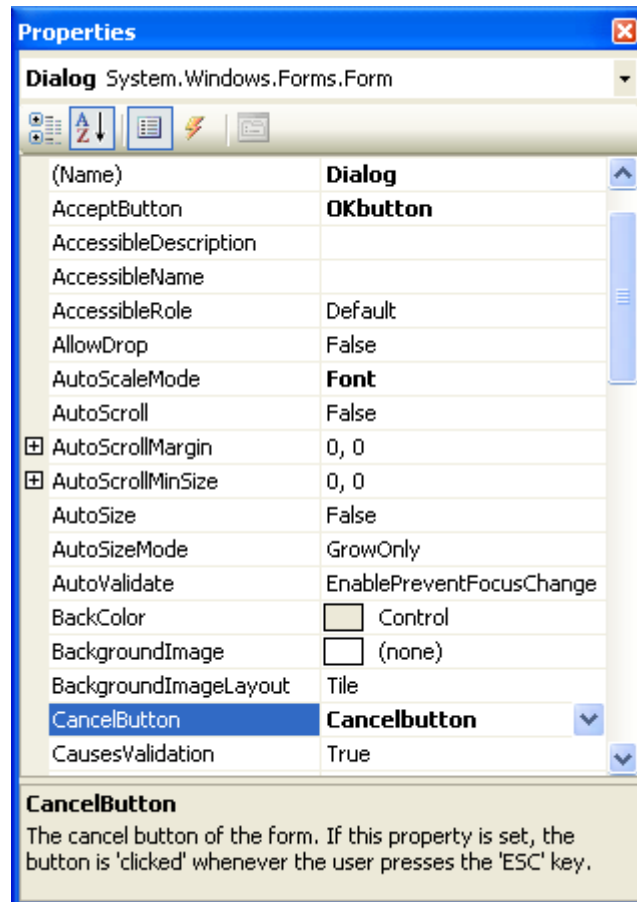 Properties
Dialog System.Windows.Forms.Form
(Name) Dialog
AcceptButton OKbutton
AccessibleDescription
AccessibleName
AccessibleRole Default
AllowDrop False
AutoScaleMode Font
AutoScroll False
AutoScrollMargin 0, 0
AutoScrollMinSize 0, 0
AutoSize False
AutoSizeMode GrowOnly
AutoValidate EnablePreventFocusChange
BackColor Control
BackgroundImage (none)
BackgroundImageLayout Tile
CancelButton Cancelbutton
CausesValidation True
CancelButton
The cancel button of the form. If this property is set, the
button is 'clicked' whenever the user presses the 'ESC' key.